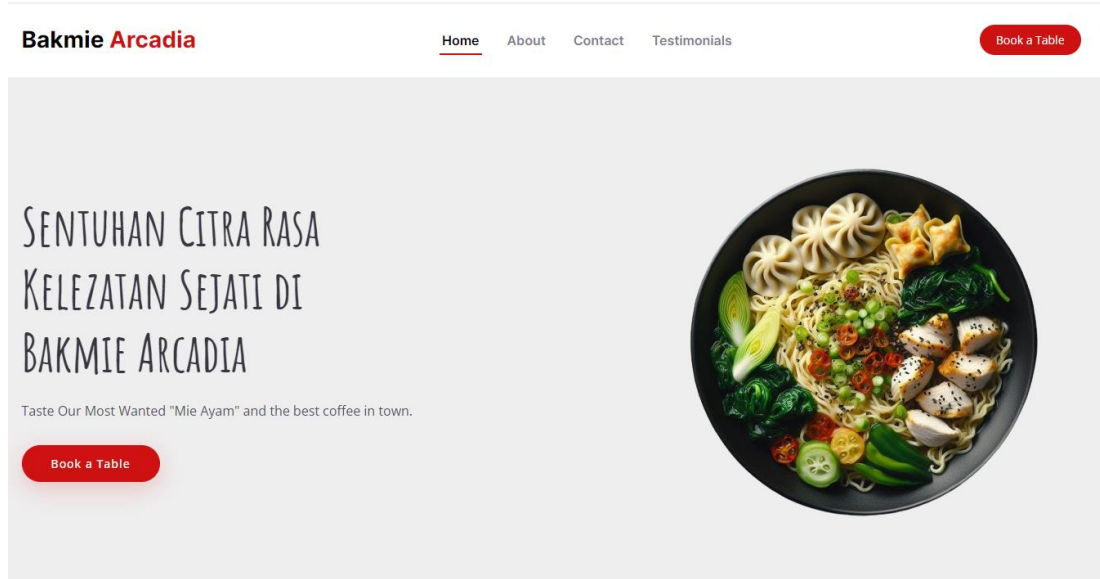 Bakmie Arcadia
Home About Contact Testimonials
Book a Table
Sentuhan Citra Rasa
Kelezatan Sejati di
Bakmie Arcadia
Taste Our Most Wanted "Mie Ayam" and the best coffee in town.
Book a Table